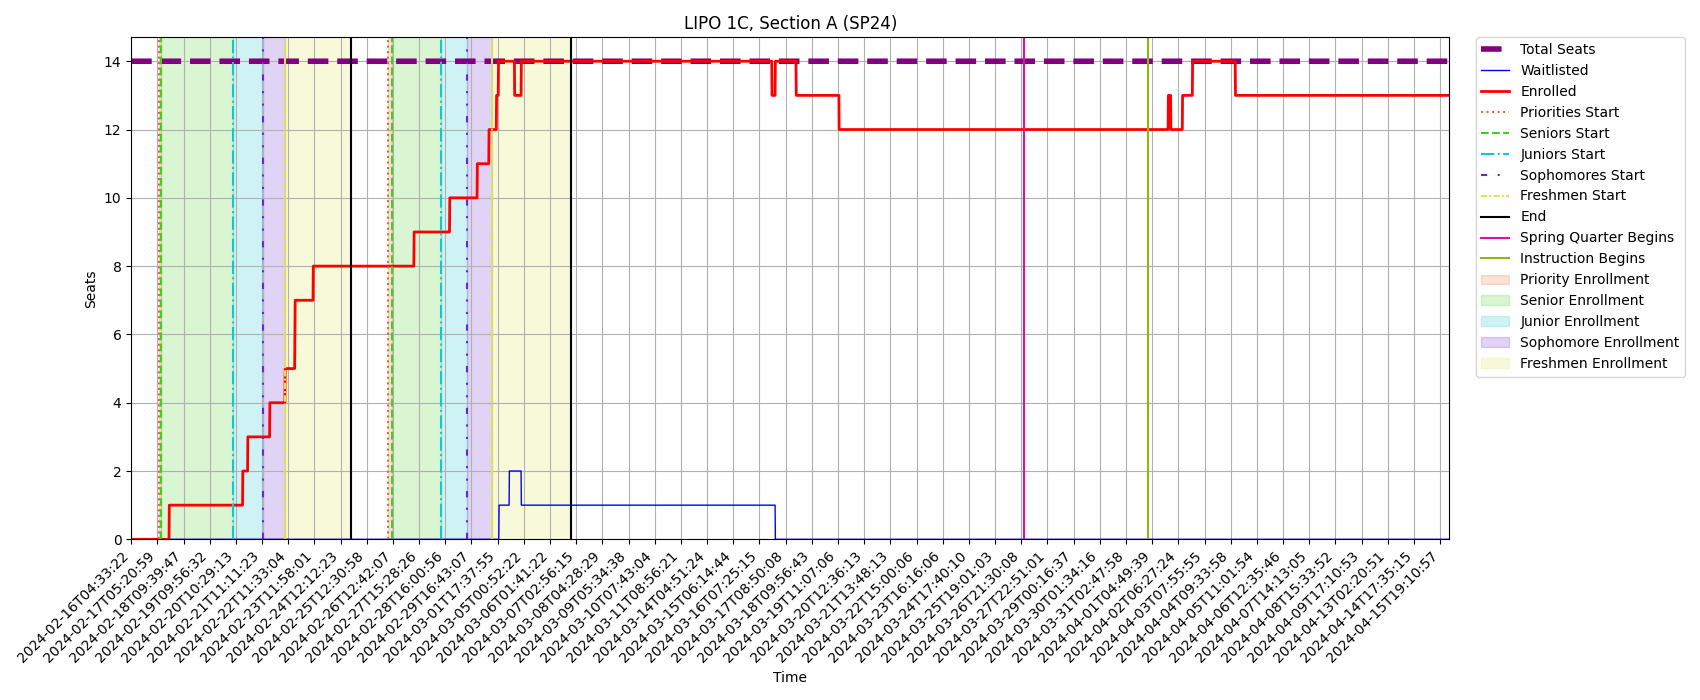 LIPO 1C, Section A (SP24)
Seats
14
12
10
8
6
4
2
0
2024-02-16T04:33:22
2024-02-17T05:20:59
2024-02-18T09:39:47
2024-02-19T09:56:32
2024-02-20T10:29:13
2024-02-21T11:11:23
2024-02-22T11:33:04
2024-02-23T11:58:01
2024-02-24T12:12:23
2024-02-25T12:30:58
2024-02-26T12:42:07
2024-02-27T15:28:26
2024-02-28T16:00:56
2024-02-29T16:43:07
2024-03-01T17:37:55
2024-03-05T00:52:22
2024-03-06T01:41:22
2024-03-07T02:56:15
2024-03-08T04:28:29
2024-03-09T05:34:38
2024-03-10T07:43:04
2024-03-11T08:56:21
2024-03-14T04:51:24
2024-03-15T06:14:44
2024-03-16T07:25:15
2024-03-17T08:50:08
2024-03-18T09:56:43
2024-03-19T11:07:06
2024-03-20T12:36:13
2024-03-21T13:48:13
2024-03-22T15:00:06
2024-03-23T16:16:06
2024-03-24T17:40:10
2024-03-25T19:01:03
2024-03-26T21:30:08
2024-03-27T22:51:01
2024-03-29T00:16:37
2024-03-30T01:34:16
2024-03-31T02:47:58
2024-04-01T04:49:39
2024-04-02T06:27:24
2024-04-03T07:55:55
2024-04-04T09:33:58
2024-04-05T11:01:54
2024-04-06T12:35:46
2024-04-07T14:13:05
2024-04-08T15:33:52
2024-04-09T17:10:53
2024-04-13T02:20:51
2024-04-14T17:35:15
2024-04-15T19:10:57
Time
Total Seats
Waitlisted
Enrolled
Priorities Start
Seniors Start
Juniors Start
Sophomores Start
Freshmen Start
End
Spring Quarter Begins
Instruction Begins
Priority Enrollment
Senior Enrollment
Junior Enrollment
Sophomore Enrollment
Freshmen Enrollment